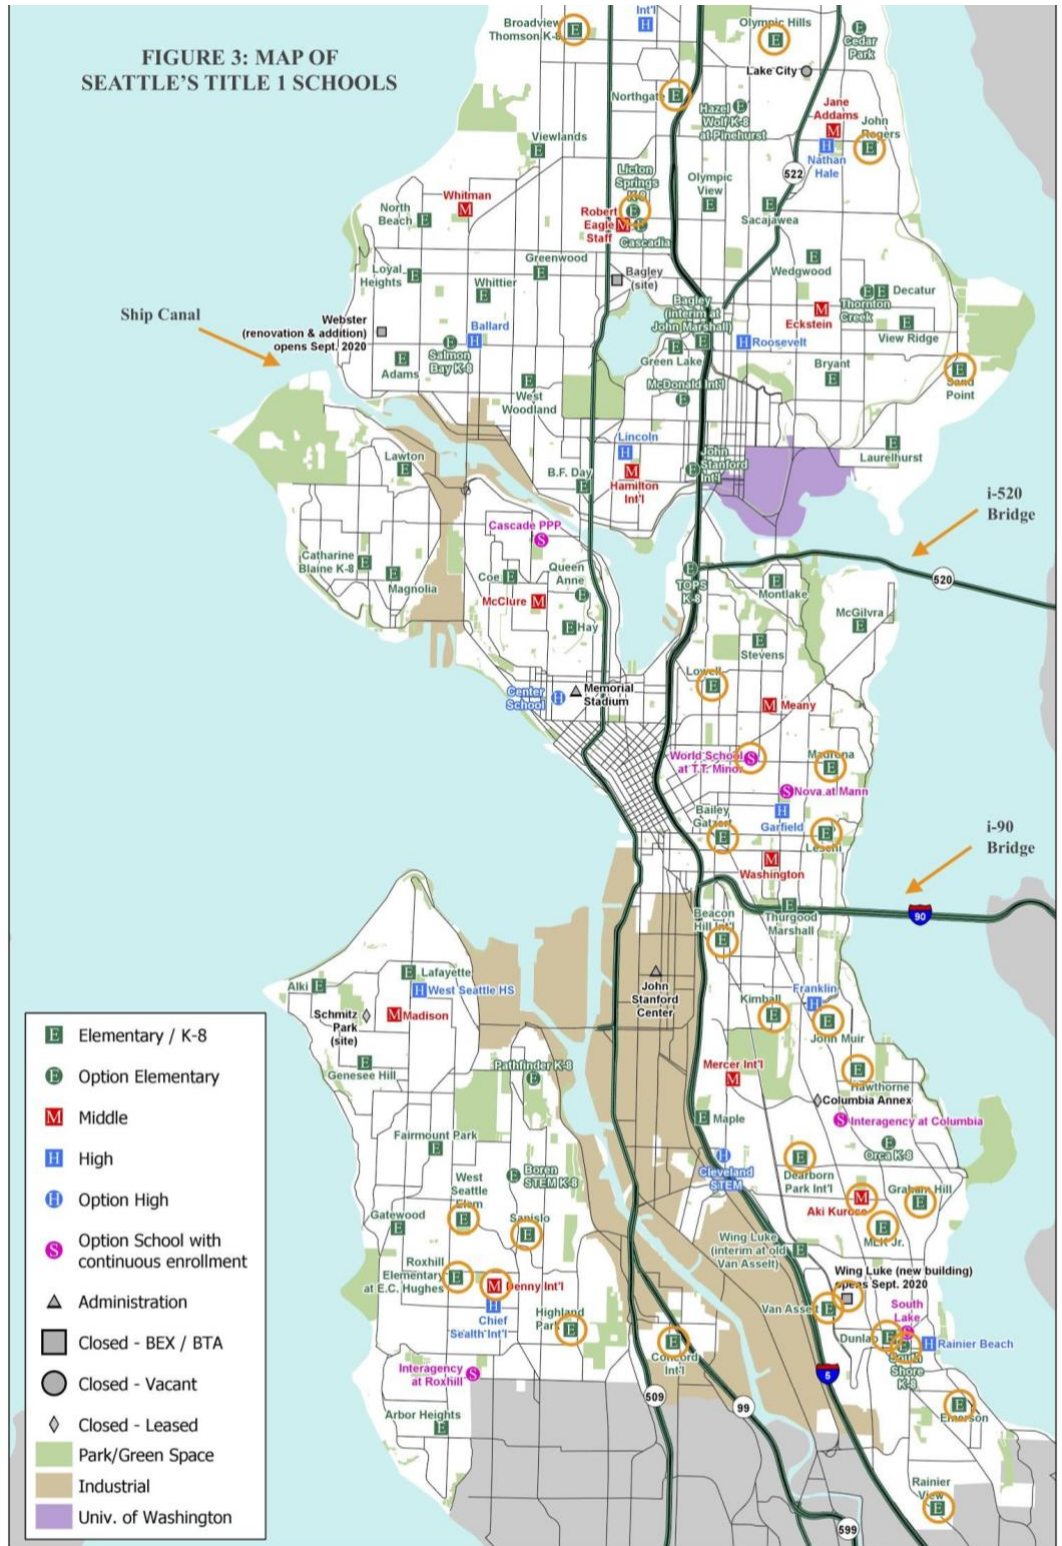 FIGURE 3: MAP OF
SEATTLE'S TITLE 1 SCHOOLS
Broadview
Thomson K-8
E
Int'l
H
Olympic Hills
E
E
Cedar
Park
Lake City
Northgate
E
Hazel
Wolf K-8
at Pinehurst
E
Jane
Addams
M
John
Rogers
E
H
Nathan
Hale
Viewlands
E
522
Licton
Springs
K-8
E
Olympic
View
E
Whitman
M
North
Beach
E
Robert
Eagle
Staff
M
Cascadia
Sacajawea
E
Greenwood
E
Wedgwood
E
Loyal
Heights
E
Whittier
E
Bagley
(site)
Bagley
(interim at
John Marshall)
E
E
E
Decatur
Thornton
Creek
M
Eckstein
Ship Canal
Webster
(renovation & addition)
opens Sept. 2020
Ballard
H
E
Salmon
Bay K-8
E
Adams
E
Green Lake
H
Roosevelt
E
View Ridge
Bryant
E
E
Sand
Point
E
West
Woodland
McDonald Int'l
E
Lincoln
H
M
Hamilton
Int'l
John
Stanford
Int'l
E
E
Laurelhurst
Lawton
E
B.F. Day
E
i-520
Bridge
Cascade PPP
S
Catharine
Blaine K-8
E
E
Magnolia
Coe
E
Queen
Anne
E
McClure
M
E
Hay
E
TOPS
K-8
E
Montlake
520
McGilvra
E
E
Stevens
Lowell
E
Center
School
H
Memorial
Stadium
M
Meany
World School
at T.T. Minor
S
Madrona
E
S
Nova at Mann
Bailey
Gatzert
E
H
Garfield
E
Leschi
i-90
Bridge
M
Washington
Beacon
Hill Int'l
E
E
Thurgood
Marshall
90
Alki
E
E
Lafayette
H
West Seattle HS
Schmitz
Park
(site)
M
Madison
E
Genesee Hill
John
Stanford
Center
Kimball
E
Franklin
H
E
John Muir
Pathfinder K-8
E
Mercer Int'l
M
E
Hawthorne
Columbia Annex
E
Maple
S
Interagency at Columbia
Fairmount Park
E
E
Boren
STEM K-8
H
Cleveland
STEM
E
Orca K-8
E
Dearborn
Park Int'l
West
Seattle
Elem
E
Gatewood
E
Sanislo
E
Aki Kurose
M
Graham Hill
E
E
MLK Jr.
Wing Luke
(interim at old
Van Asselt)
E
Roxhill
Elementary
at E.C. Hughes
E
M
Denny Int'l
H
Chief
Sealth Int'l
Wing Luke (new building)
opens Sept. 2020
Van Asselt
E
Highland
Park
E
E
Concord
Int'l
South
Lake
S
Dunlap
E
E
South
Shore
K-8
H
Rainier Beach
Interagency
at Roxhill
S
509
99
5
E
Emerson
Arbor Heights
E
Rainier
View
E
599
E Elementary / K-8
E Option Elementary
M Middle
H High
H Option High
S Option School with
continuous enrollment
Administration
Closed - BEX / BTA
Closed - Vacant
Closed - Leased
Park/Green Space
Industrial
Univ. of Washington